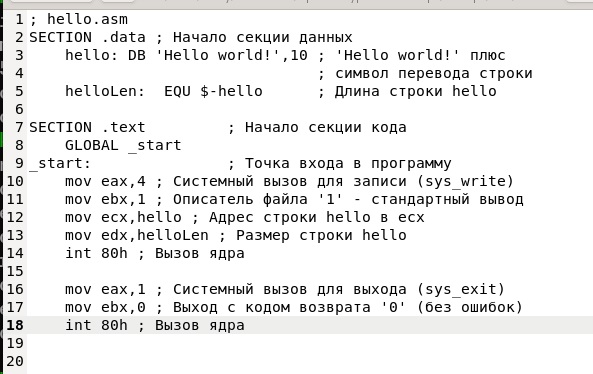 1 ; hello.asm
2 SECTION .data ; Начало секции данных
3     hello: DB 'Hello world!',10 ; 'Hello world!' плюс
4                                 ; символ перевода строки
5     helloLen:  EQU $-hello      ; Длина строки hello
6
7 SECTION .text         ; Начало секции кода
8     GLOBAL _start
9 _start:               ; Точка входа в программу
10     mov eax,4 ; Системный вызов для записи (sys_write)
11     mov ebx,1 ; Описатель файла '1' - стандартный вывод
12     mov ecx,hello ; Адрес строки hello в ecx
13     mov edx,helloLen ; Размер строки hello
14     int 80h ; Вызов ядра
15
16     mov eax,1 ; Системный вызов для выхода (sys_exit)
17     mov ebx,0 ; Выход с кодом возврата '0' (без ошибок)
18     int 80h ; Вызов ядра
19
20